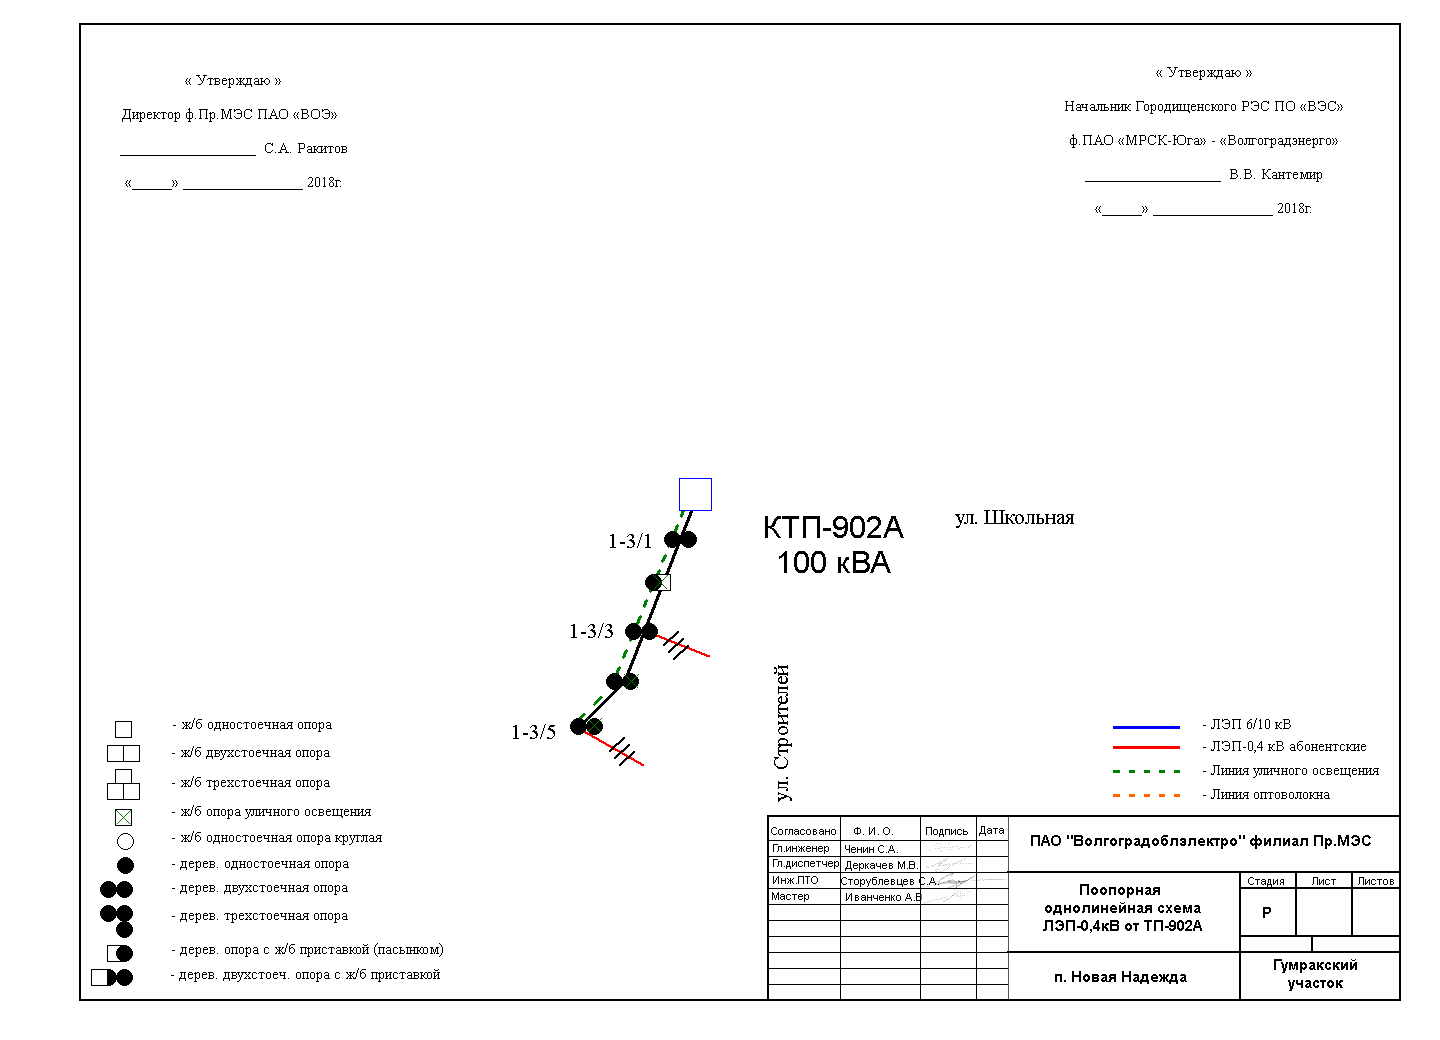 « Утверждаю »
Директор ф.Пр.МЭС ПАО «ВОЭ»
__________________ С.А. Ракитов
«_____» ________________ 2018г.
« Утверждаю »
Начальник Городищенского РЭС ПО «ВЭС»
ф.ПАО «МРСК-Юга» - «Волгоградэнерго»
__________________ В.В. Кантемир
«_____» ________________ 2018г.
КТП-902А
100 кВА
ул. Школьная
1-3/1
1-3/3
1-3/5
ул. Строителей
- ж/б одностоечная опора
- ж/б двухстоечная опора
- ж/б трехстоечная опора
- ж/б опора уличного освещения
- ж/б одностоечная опора круглая
- дерев. одностоечная опора
- дерев. двухстоечная опора
- дерев. трехстоечная опора
- дерев. опора с ж/б приставкой (пасынком)
- дерев. двухстоеч. опора с ж/б приставкой
- ЛЭП 6/10 кВ
- ЛЭП-0,4 кВ абонентские
- Линия уличного освещения
- Линия оптоволокна
Согласовано Ф. И. О. Подпись Дата
Гл.инженер Ченин С.А.
Гл.диспетчер Деркачев М.В.
Инж.ПТО Сторублевцев С.А.
Мастер Иванченко А.В
ПАО "Волгоградоблэлектро" филиал Пр.МЭС
Поопорная
однолинейная схема
ЛЭП-0,4кВ от ТП-902А
Стадия Лист Листов
Р
п. Новая Надежда
Гумракский
участок